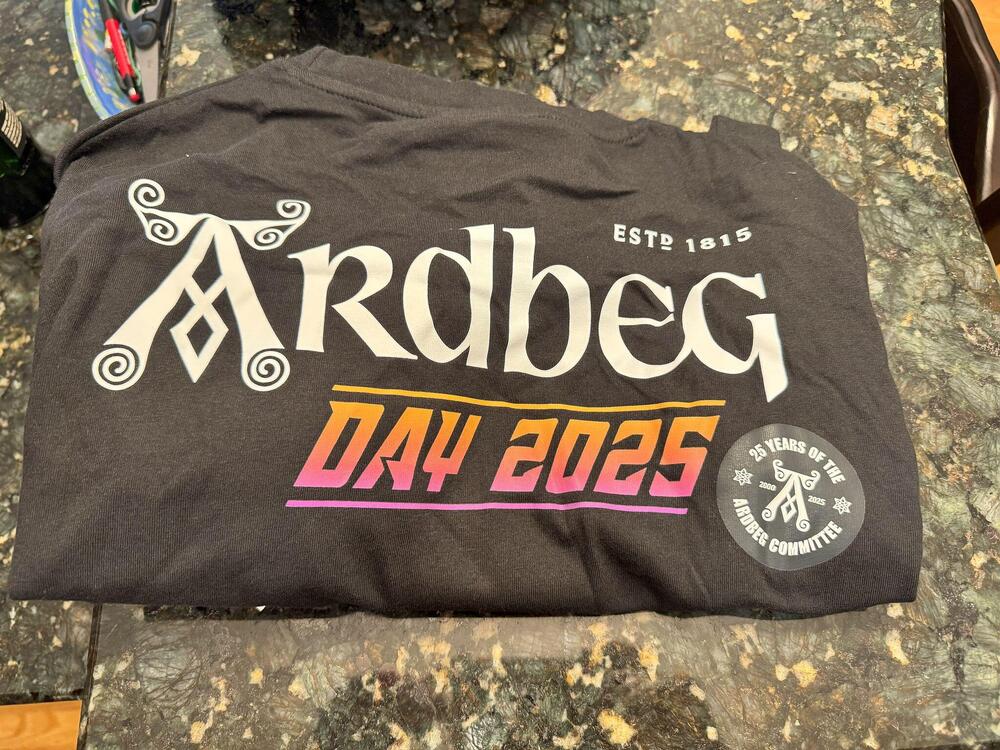 ESTD 1815
ARdbeG
DAY 2025
25 YEARS OF THE
2000 2025
ARDBEG COMMITTEE